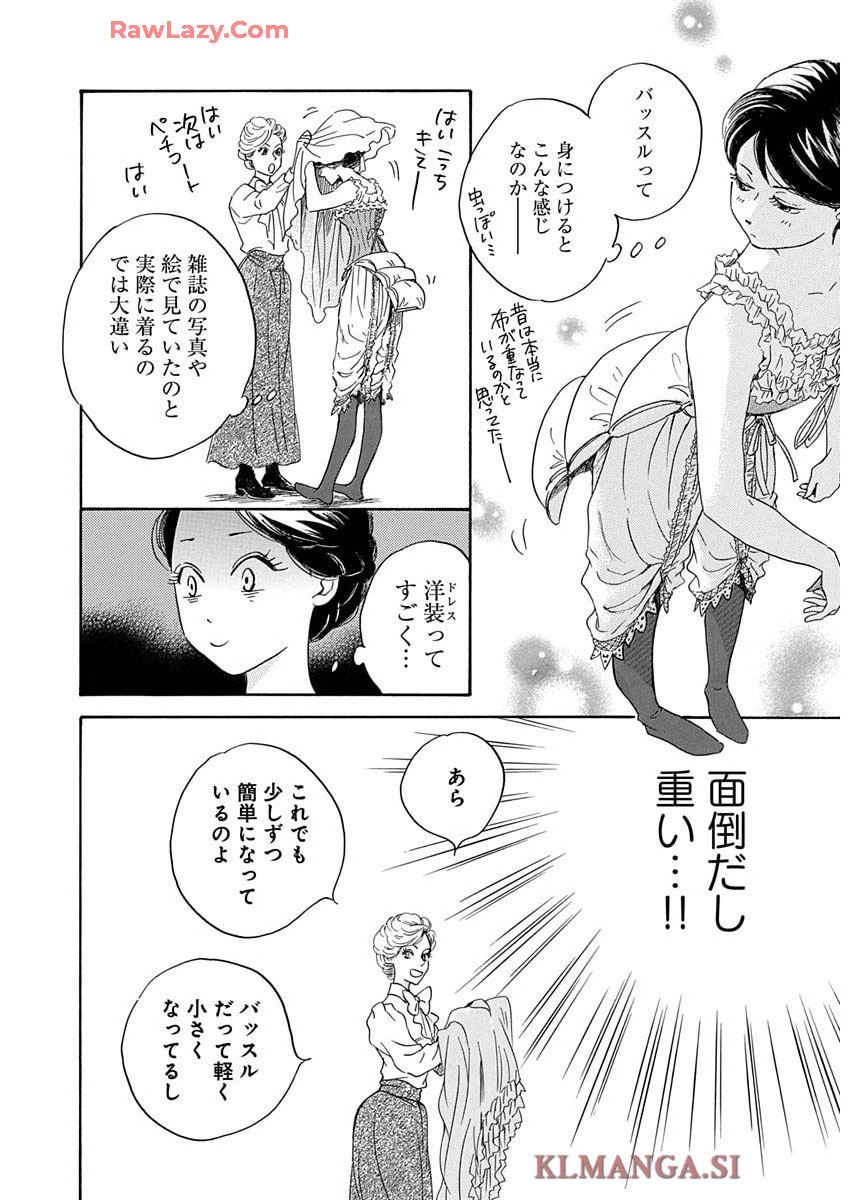 RawLazy.Com
バッスルって
身につけると
こんな感じ
なのか──
虫っぽい…
昔は本当に
布が重なって
いるのかと
思ってた──
はいこっち
はい
次は
ペチコート
はい
雑誌の写真や
絵で見ていたのと
実際に着るの
では大違い
洋装って
ドレス
すごく…
面倒だし
重い…!!
あら
これでも
少しずつ
簡単になって
いるのよ
バッスル
だって軽く
小さく
なってるし
KLMANGA.SI